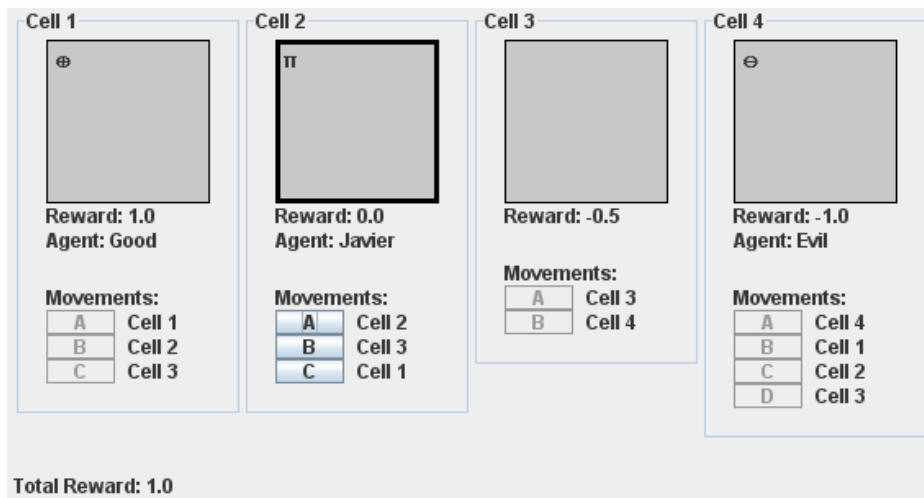 Cell 1
⊕
Reward: 1.0
Agent: Good
Movements:
A Cell 1
B Cell 2
C Cell 3
Cell 2
π
Reward: 0.0
Agent: Javier
Movements:
A Cell 2
B Cell 3
C Cell 1
Cell 3
Reward: -0.5
Movements:
A Cell 3
B Cell 4
Cell 4
⊖
Reward: -1.0
Agent: Evil
Movements:
A Cell 4
B Cell 1
C Cell 2
D Cell 3
Total Reward: 1.0